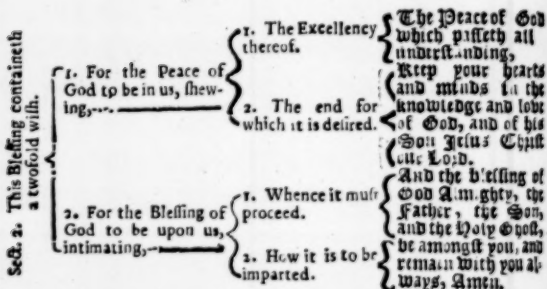 Sect. 2. This Blessing containeth
a twofold wish.
1. For the Peace of
God to be in us, shew-
ing,
1. The Excellency
thereof.
The Peace of God
which passeth all
understanding,
2. The end for
which it is desired.
Keep your hearts
and minds in the
knowledge and love
of God, and of his
Son Jesus Christ
our Lord.
2. For the Blessing of
God to be upon us,
intimating,
1. Whence it must
proceed.
And the blessing of
God Almighty, the
Father, the Son,
and the Holy Ghost,
2. How it is to be
imparted.
be amongst you, and
remain with you al-
ways, Amen.